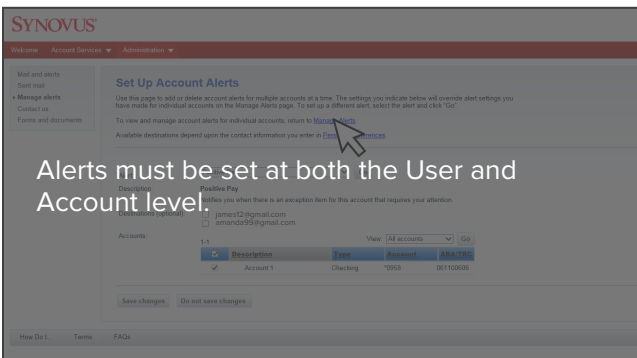 SYNOVUS®
Welcome Account Services Administration
Mail and alerts
Sent mail
Manage alerts
Contact us
Forms and documents
Set Up Account Alerts
Use this page to add or delete account alerts for multiple accounts at a time. The settings you indicate below will override alert settings you
have made for individual accounts on the Manage Alerts page. To set up a different alert, select the alert and click "Go".
To view and manage account alerts for individual accounts, return to Manage Alerts.
Available destinations depend upon the contact information you enter in
Alerts must be set at both the User and
Account level.
Description: Positive Pay
Notifies you when there is an exception item for this account that requires your attention.
Destinations (optional): james12@gmail.com
amanda99@gmail.com
Accounts:
1-1 View: All accounts Go
Description Type Account ABA/TRC
Account 1 Checking *0958 061100606
Save changes Do not save changes
How Do I... Terms FAQs